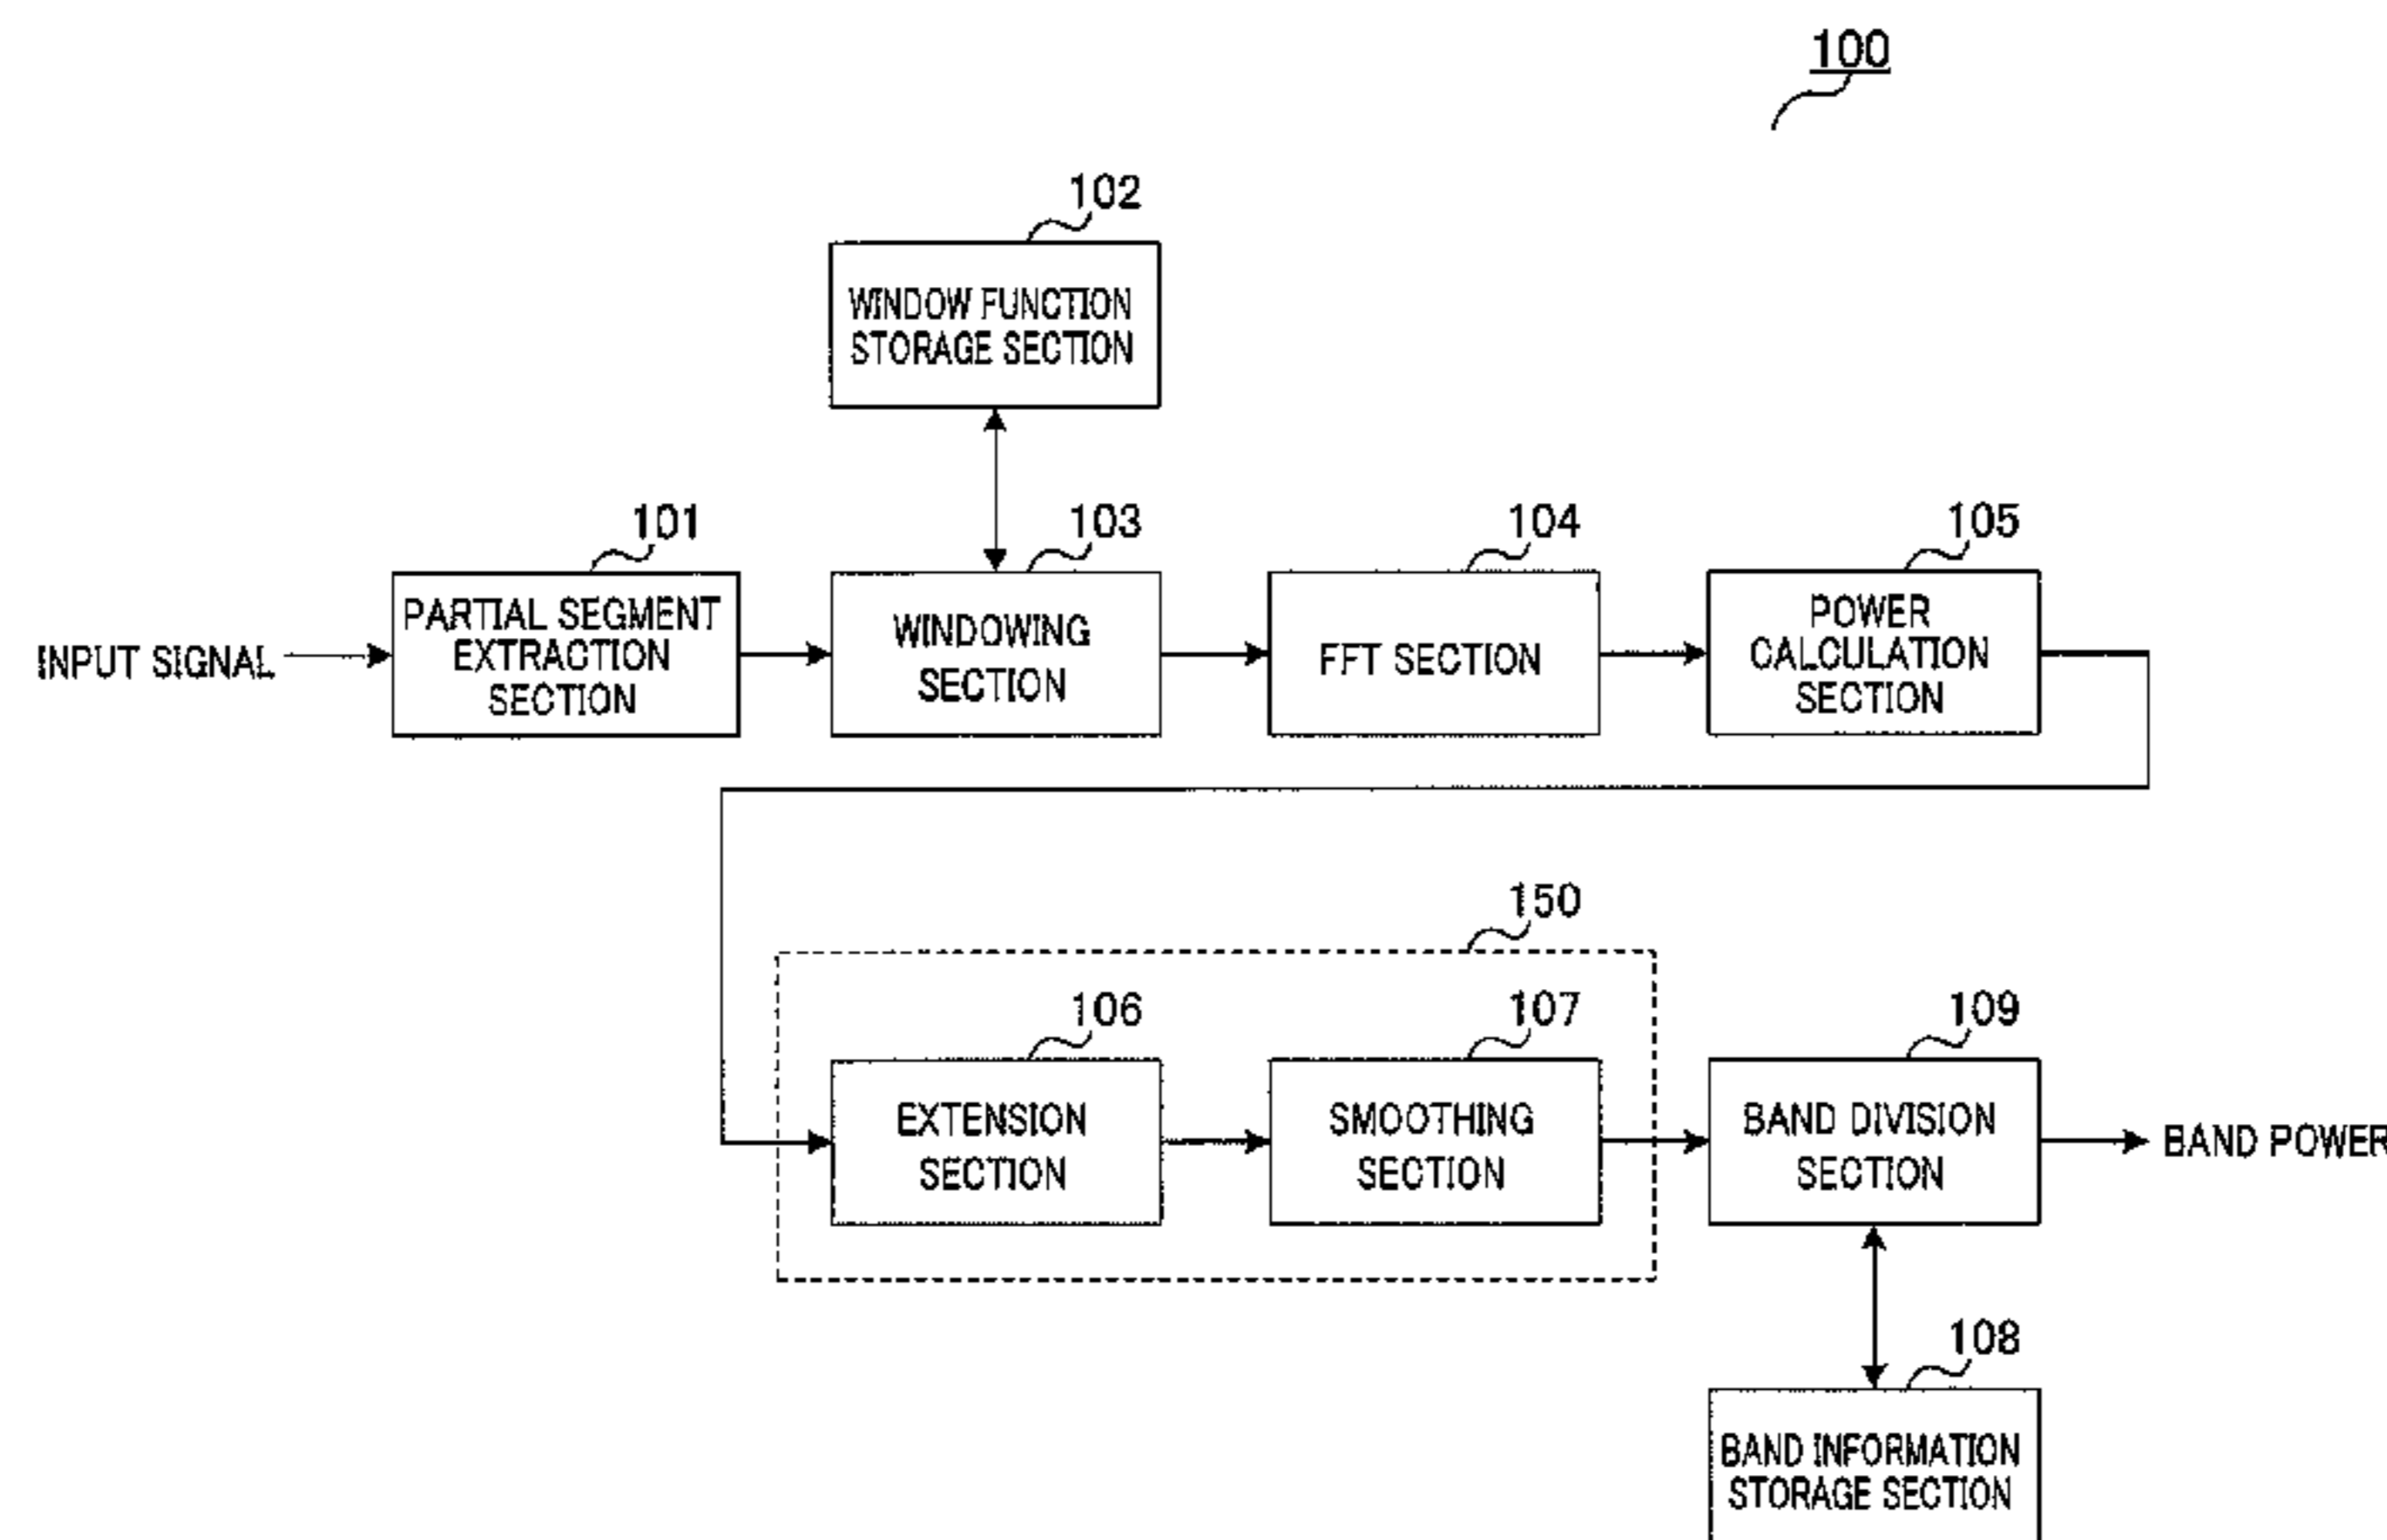 100
102
WINDOW FUNCTION
STORAGE SECTION
101
103
104
105
INPUT SIGNAL
PARTIAL SEGMENT
EXTRACTION
SECTION
WINDOWING
SECTION
FFT SECTION
POWER
CALCULATION
SECTION
150
106
107
109
EXTENSION
SECTION
SMOOTHING
SECTION
BAND DIVISION
SECTION
BAND POWER
108
BAND INFORMATION
STORAGE SECTION